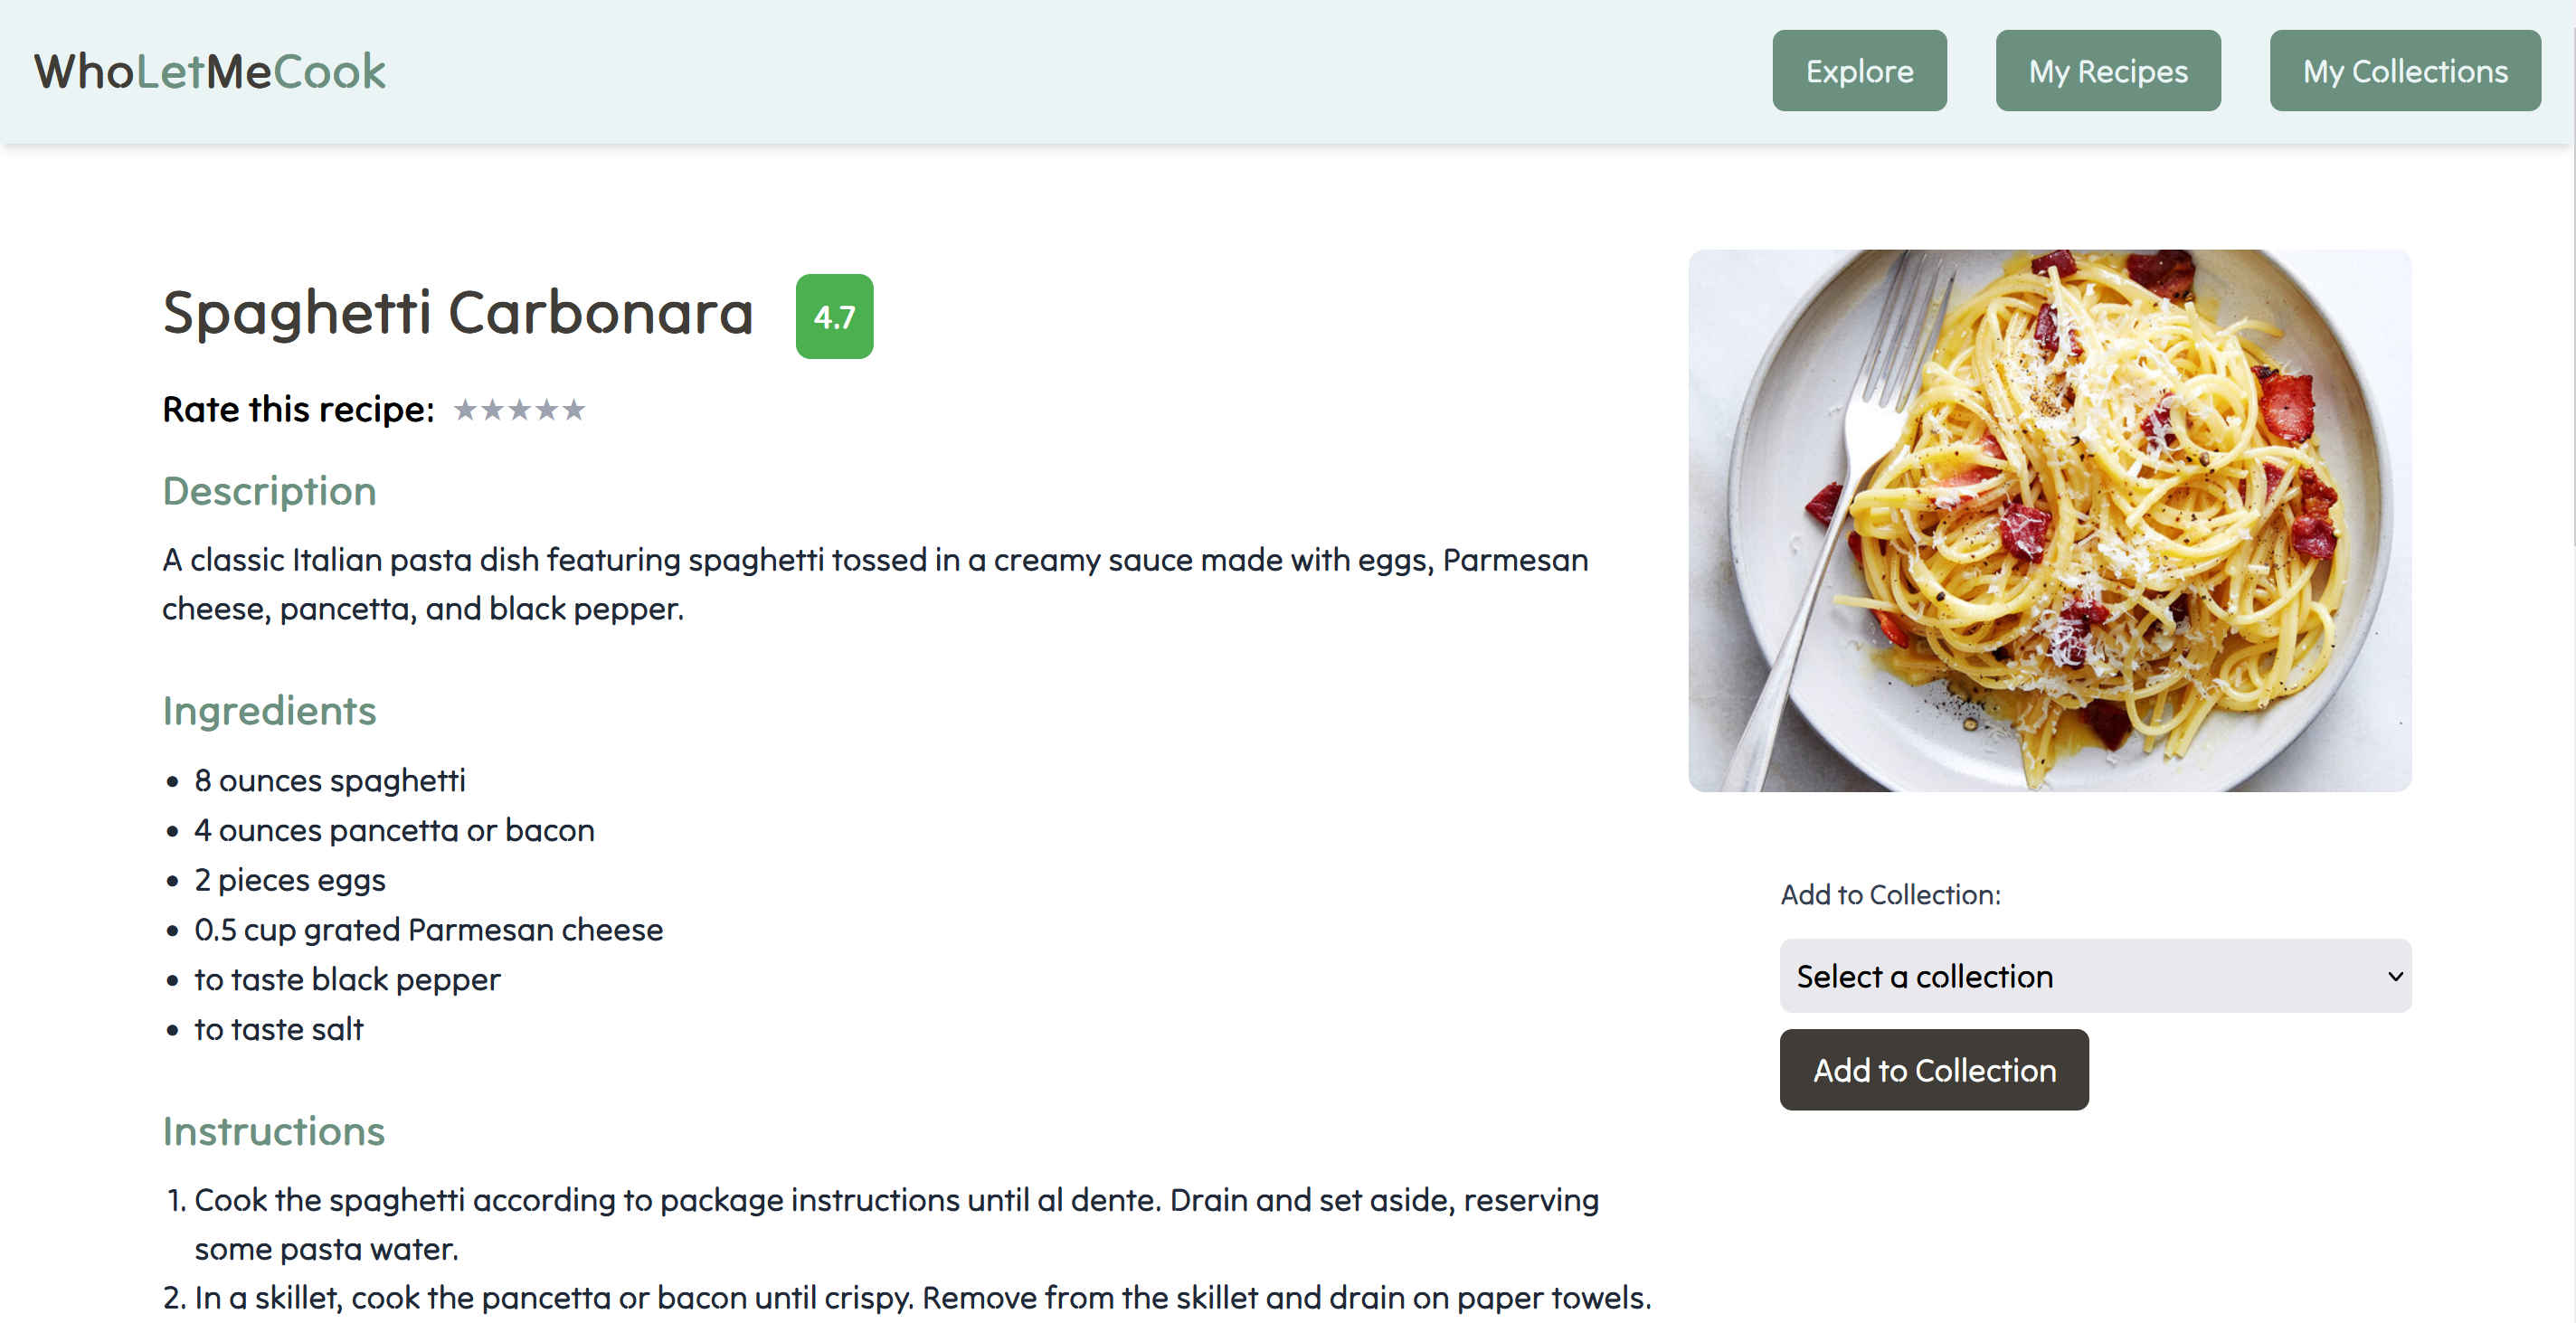 WhoLetMeCook
Explore
My Recipes
My Collections
Spaghetti Carbonara
4.7
Rate this recipe: ★★★★★
Description
A classic Italian pasta dish featuring spaghetti tossed in a creamy sauce made with eggs, Parmesan
cheese, pancetta, and black pepper.
Ingredients
• 8 ounces spaghetti
• 4 ounces pancetta or bacon
• 2 pieces eggs
• 0.5 cup grated Parmesan cheese
• to taste black pepper
• to taste salt
Instructions
1. Cook the spaghetti according to package instructions until al dente. Drain and set aside, reserving
some pasta water.
2. In a skillet, cook the pancetta or bacon until crispy. Remove from the skillet and drain on paper towels.
Add to Collection:
Select a collection
Add to Collection